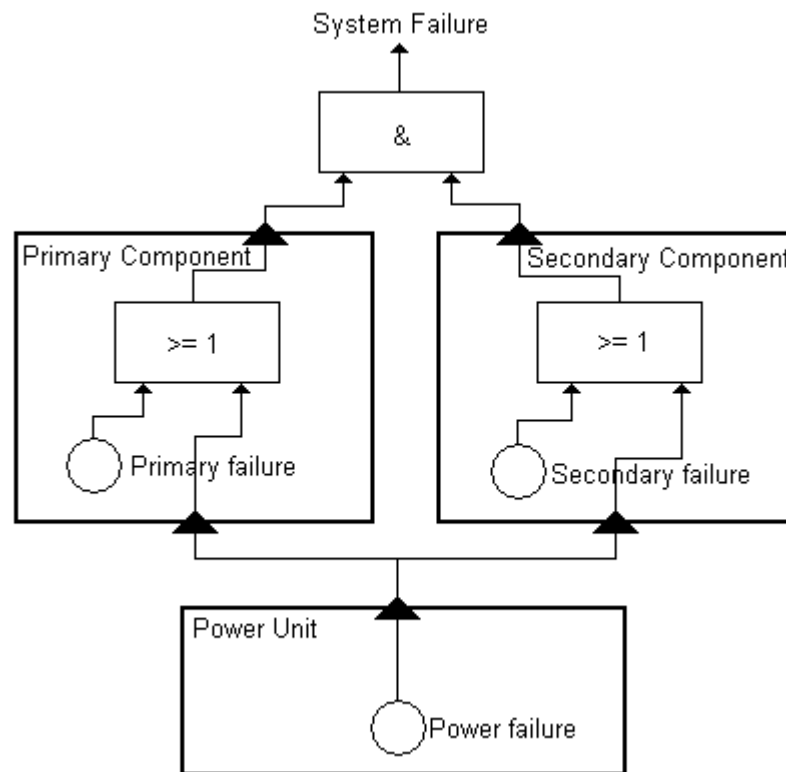 System Failure
&
Primary Component
Secondary Component
>= 1
>= 1
Primary failure
Secondary failure
Power Unit
Power failure